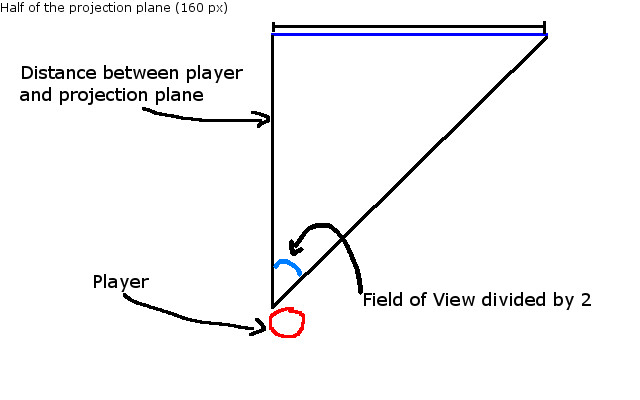 Half of the projection plane (160 px)
Distance between player
and projection plane
Player
Field of View divided by 2